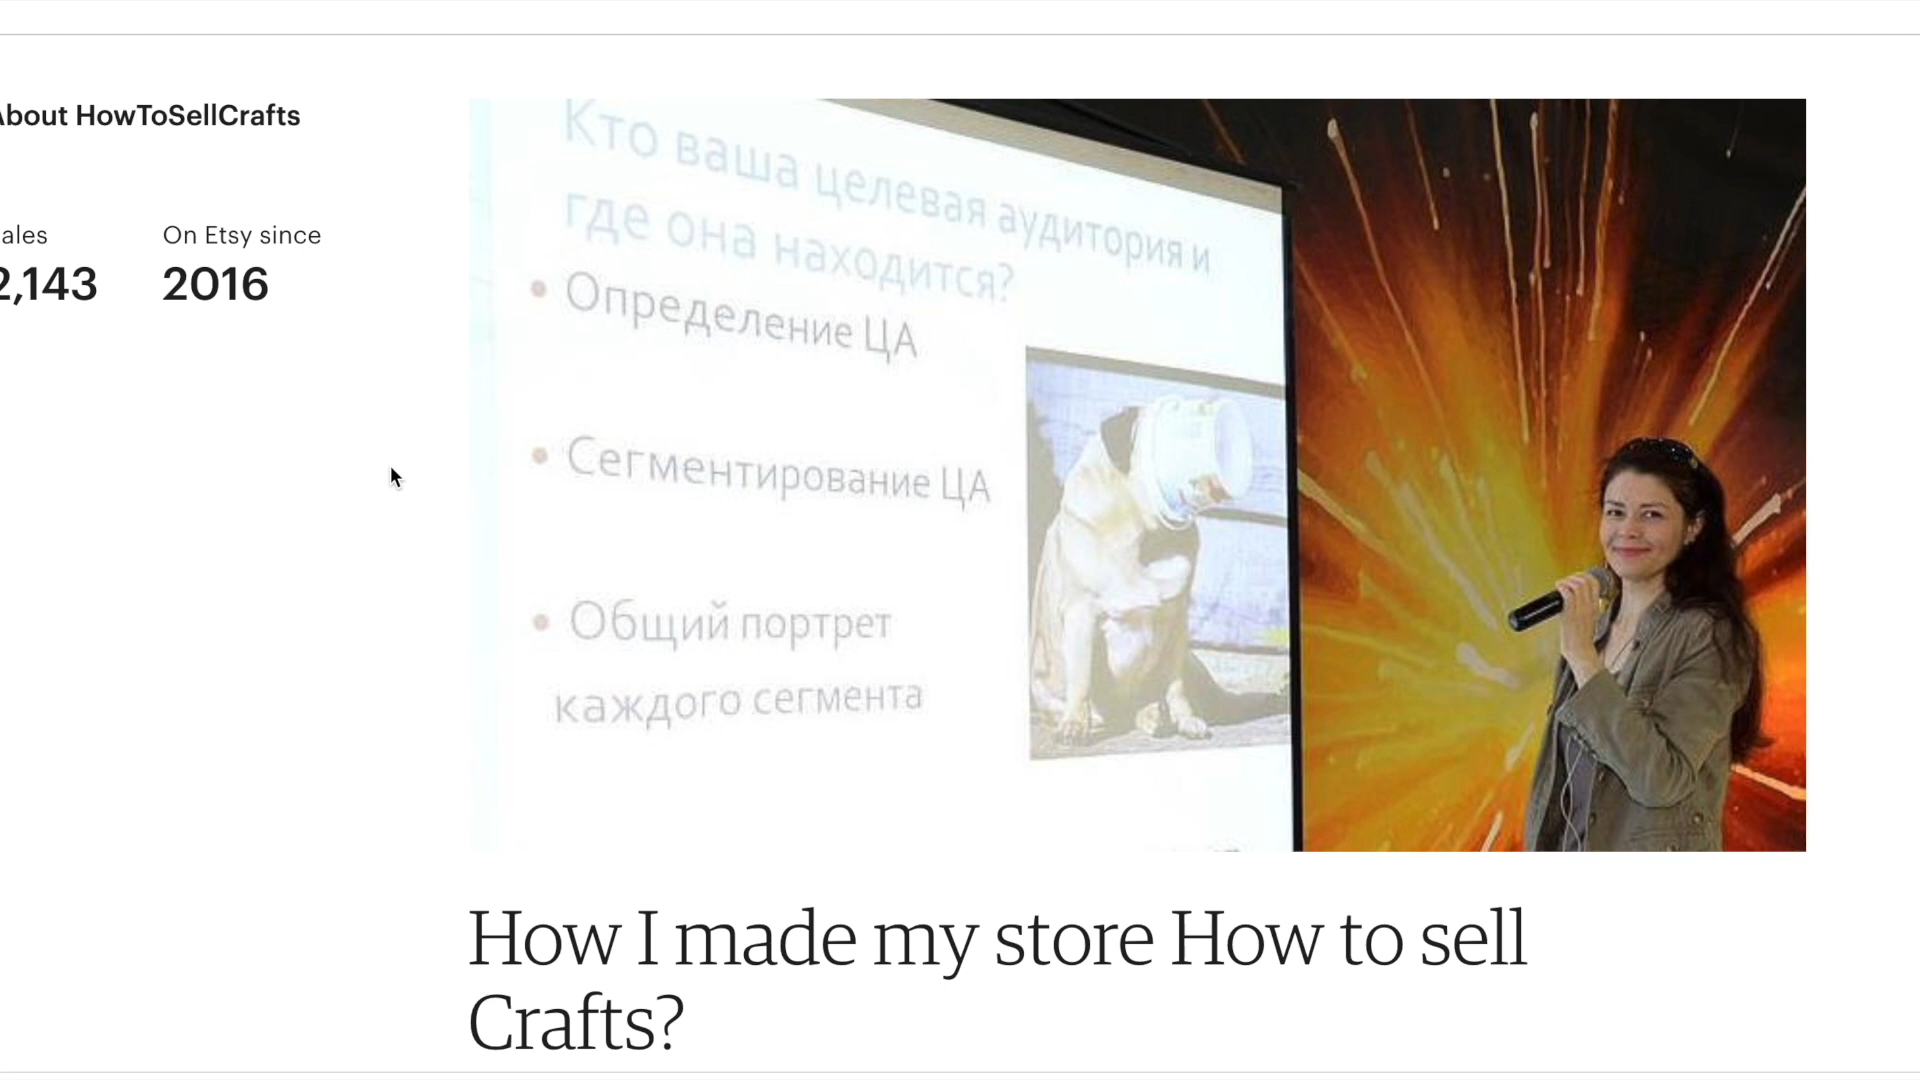 About HowToSellCrafts
ales
On Etsy since
2,143
2016
Кто ваша целевая аудитория и
где она находится?
• Определение ЦА
• Сегментирование ЦА
• Общий портрет
каждого сегмента
How I made my store How to sell
Crafts?